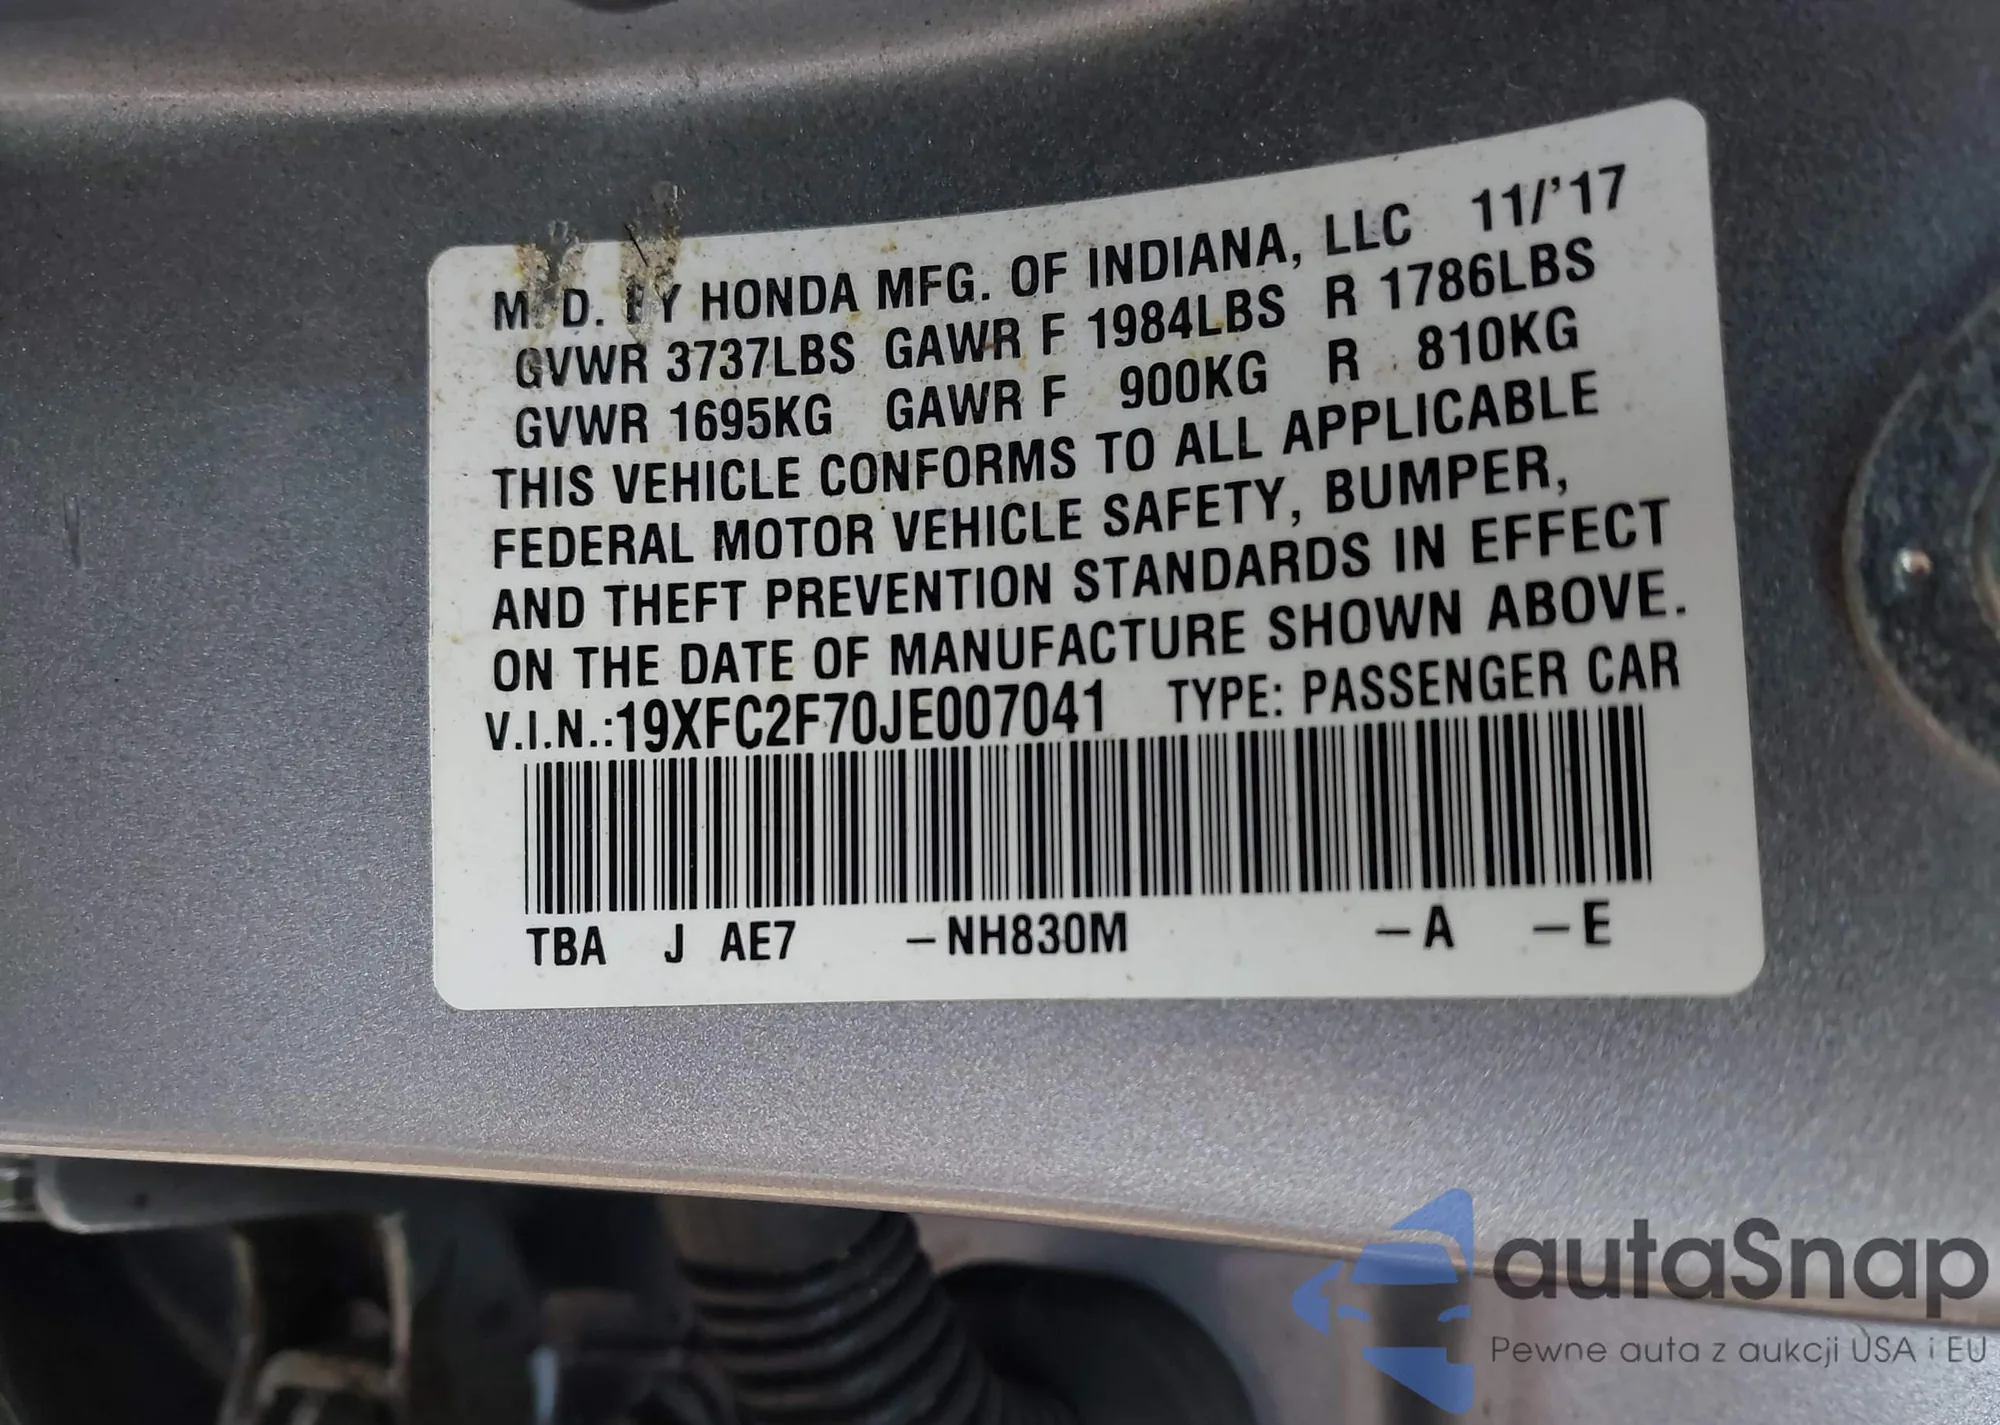 M D. BY HONDA MFG. OF INDIANA, LLC 11/'17
GVWR 3737LBS GAWR F 1984LBS R 1786LBS
GVWR 1695KG GAWR F 900KG R 810KG
THIS VEHICLE CONFORMS TO ALL APPLICABLE
FEDERAL MOTOR VEHICLE SAFETY, BUMPER,
AND THEFT PREVENTION STANDARDS IN EFFECT
ON THE DATE OF MANUFACTURE SHOWN ABOVE.
V.I.N.:19XFC2F70JE007041 TYPE: PASSENGER CAR
TBA J AE7 –NH830M –A –E
autaSnap
Pewne auta z aukcji USA i EU